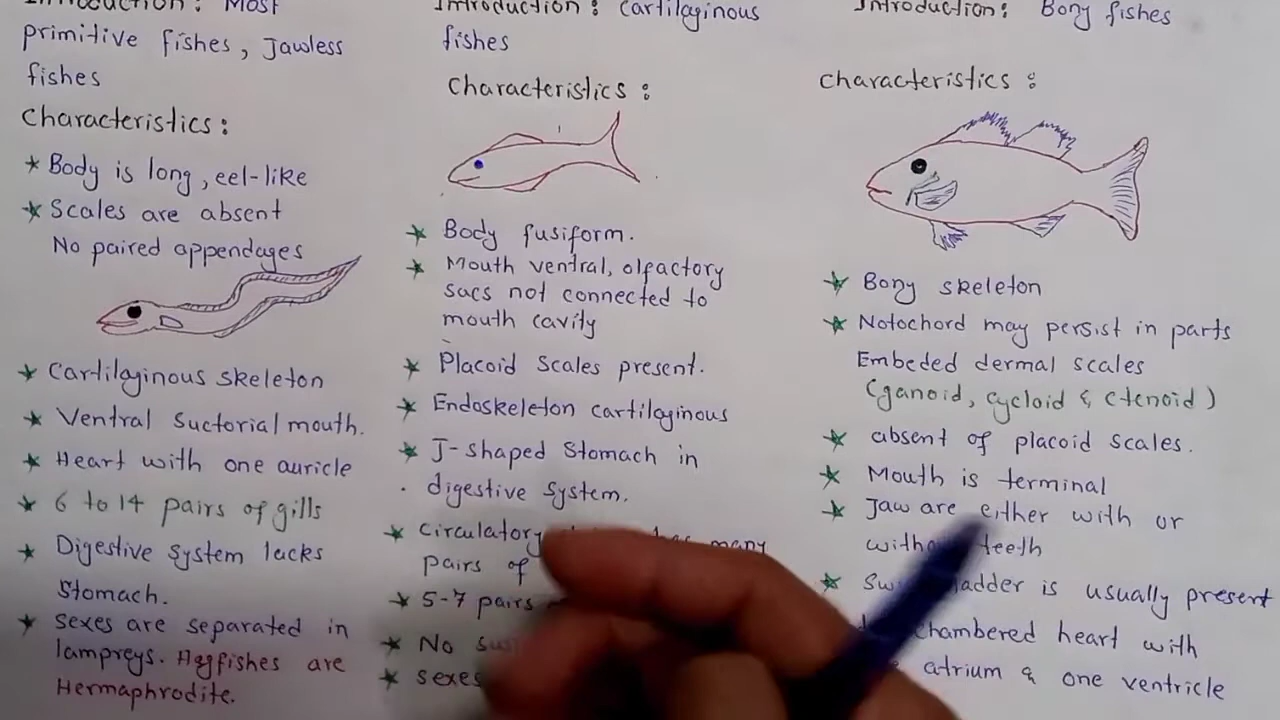 Introduction: Most
primitive fishes, Jawless
fishes
Characteristics:
* Body is long, eel-like
* Scales are absent
No paired appendages
* Cartilaginous skeleton
* Ventral Suctorial mouth.
* Heart with one auricle
* 6 to 14 pairs of gills
* Digestive system lacks
Stomach.
* Sexes are separated in
lampreys. Hagfishes are
Hermaphrodite.
Introduction: Cartilaginous
fishes
Characteristics:
* Body fusiform.
* Mouth ventral, olfactory
sacs not connected to
mouth cavity
* Placoid Scales present.
* Endoskeleton cartilaginous
* J-shaped Stomach in
digestive system.
* circulatory has many
pairs of
* 5-7 pairs
* No
* sexes
Introduction: Bony fishes
Characteristics:
* Bony skeleton
* Notochord may persist in parts
Embeded dermal scales
(ganoid, cycloid & ctenoid)
* absent of placoid scales.
* Mouth is terminal
* Jaw are either with or
teeth
* is usually present
chambered heart with
atrium & one ventricle